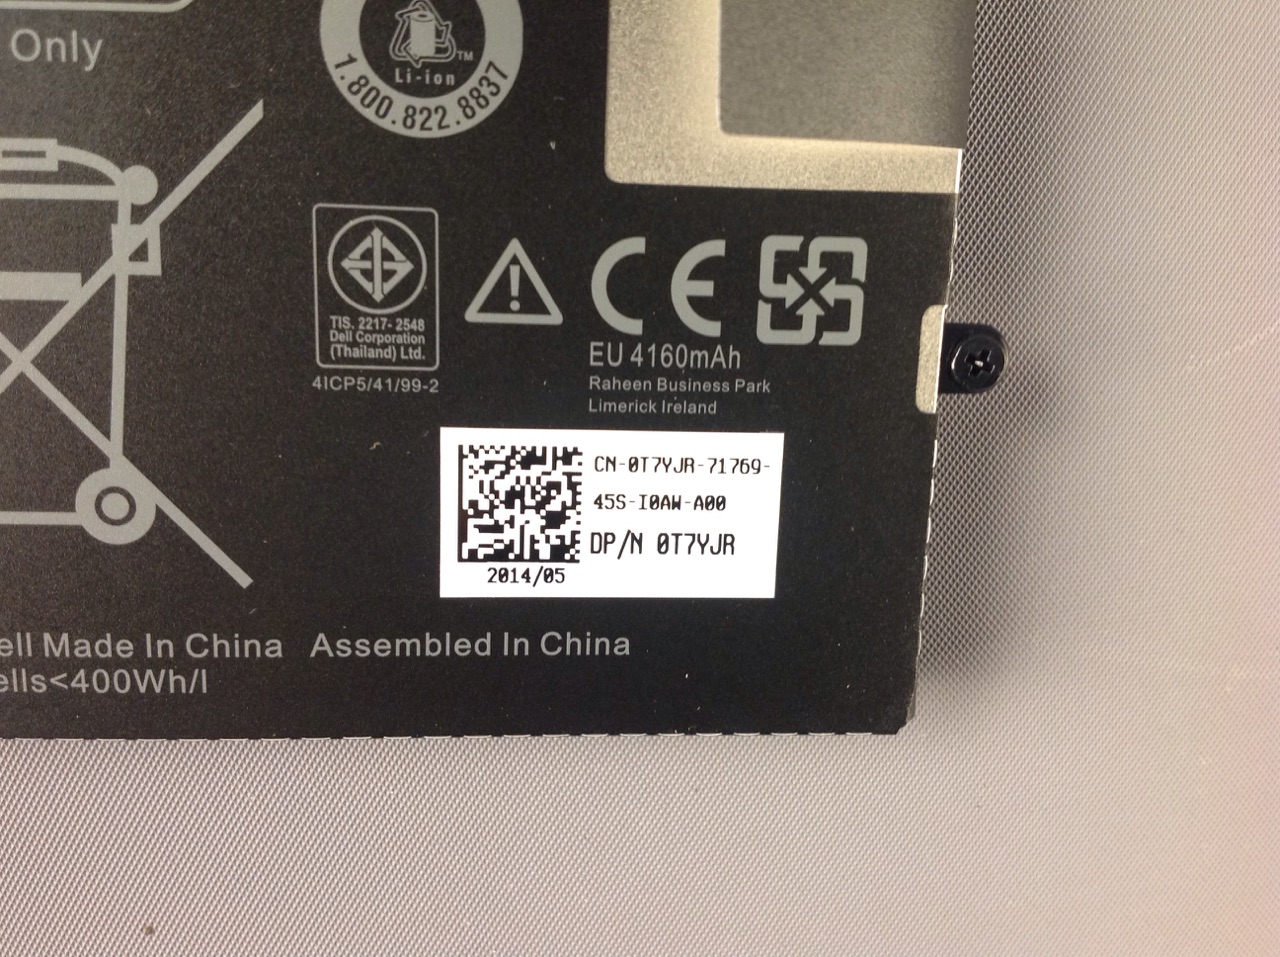 Only
Li-ion
TM
1.800.822.8837
TIS. 2217- 2548
Dell Corporation
(Thailand) Ltd.
4ICP5/41/99-2
CE
EU 4160mAh
Raheen Business Park
Limerick Ireland
CN-0T7YJR-71769-
45S-I0AW-A00
DP/N 0T7YJR
2014/05
ell Made In China Assembled In China
ells<400Wh/l